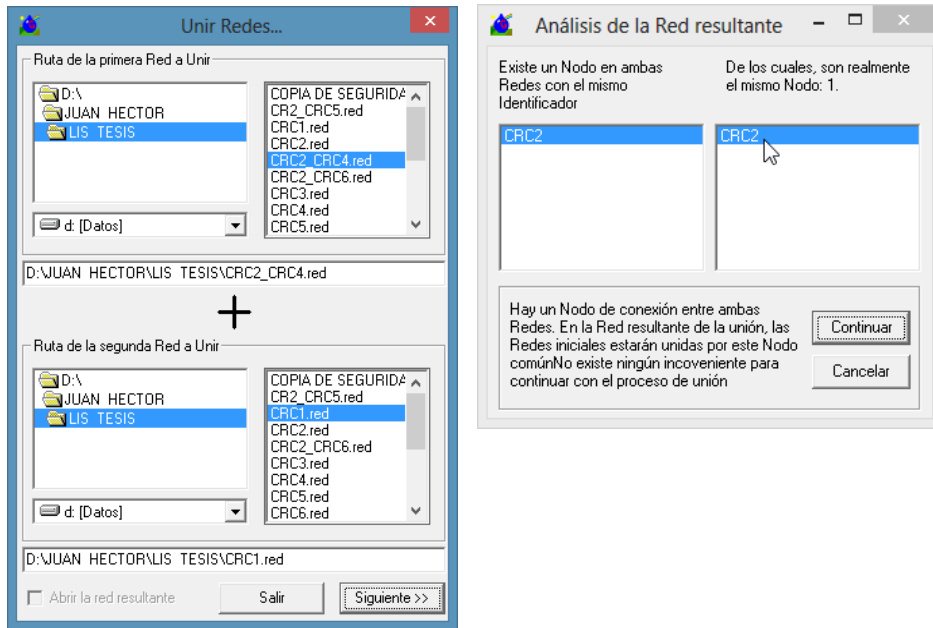 Unir Redes...
Ruta de la primera Red a Unir
D:\
JUAN HECTOR
LIS TESIS
d: [Datos]
COPIA DE SEGURIDA
CR2_CRC5.red
CRC1.red
CRC2.red
CRC2_CRC4.red
CRC2_CRC6.red
CRC3.red
CRC4.red
CRC5.red
D:\JUAN HECTOR\LIS TESIS\CRC2_CRC4.red
+
Ruta de la segunda Red a Unir
D:\
JUAN HECTOR
LIS TESIS
d: [Datos]
COPIA DE SEGURIDA
CR2_CRC5.red
CRC1.red
CRC2.red
CRC2_CRC6.red
CRC3.red
CRC4.red
CRC5.red
CRC6.red
D:\JUAN HECTOR\LIS TESIS\CRC1.red
Abrir la red resultante
Salir
Siguiente >>
Análisis de la Red resultante
Existe un Nodo en ambas
Redes con el mismo
Identificador
CRC2
De los cuales, son realmente
el mismo Nodo: 1.
CRC2
Hay un Nodo de conexión entre ambas
Redes. En la Red resultante de la unión, las
Redes iniciales estarán unidas por este Nodo
comúnNo existe ningún incoveniente para
continuar con el proceso de unión
Continuar
Cancelar